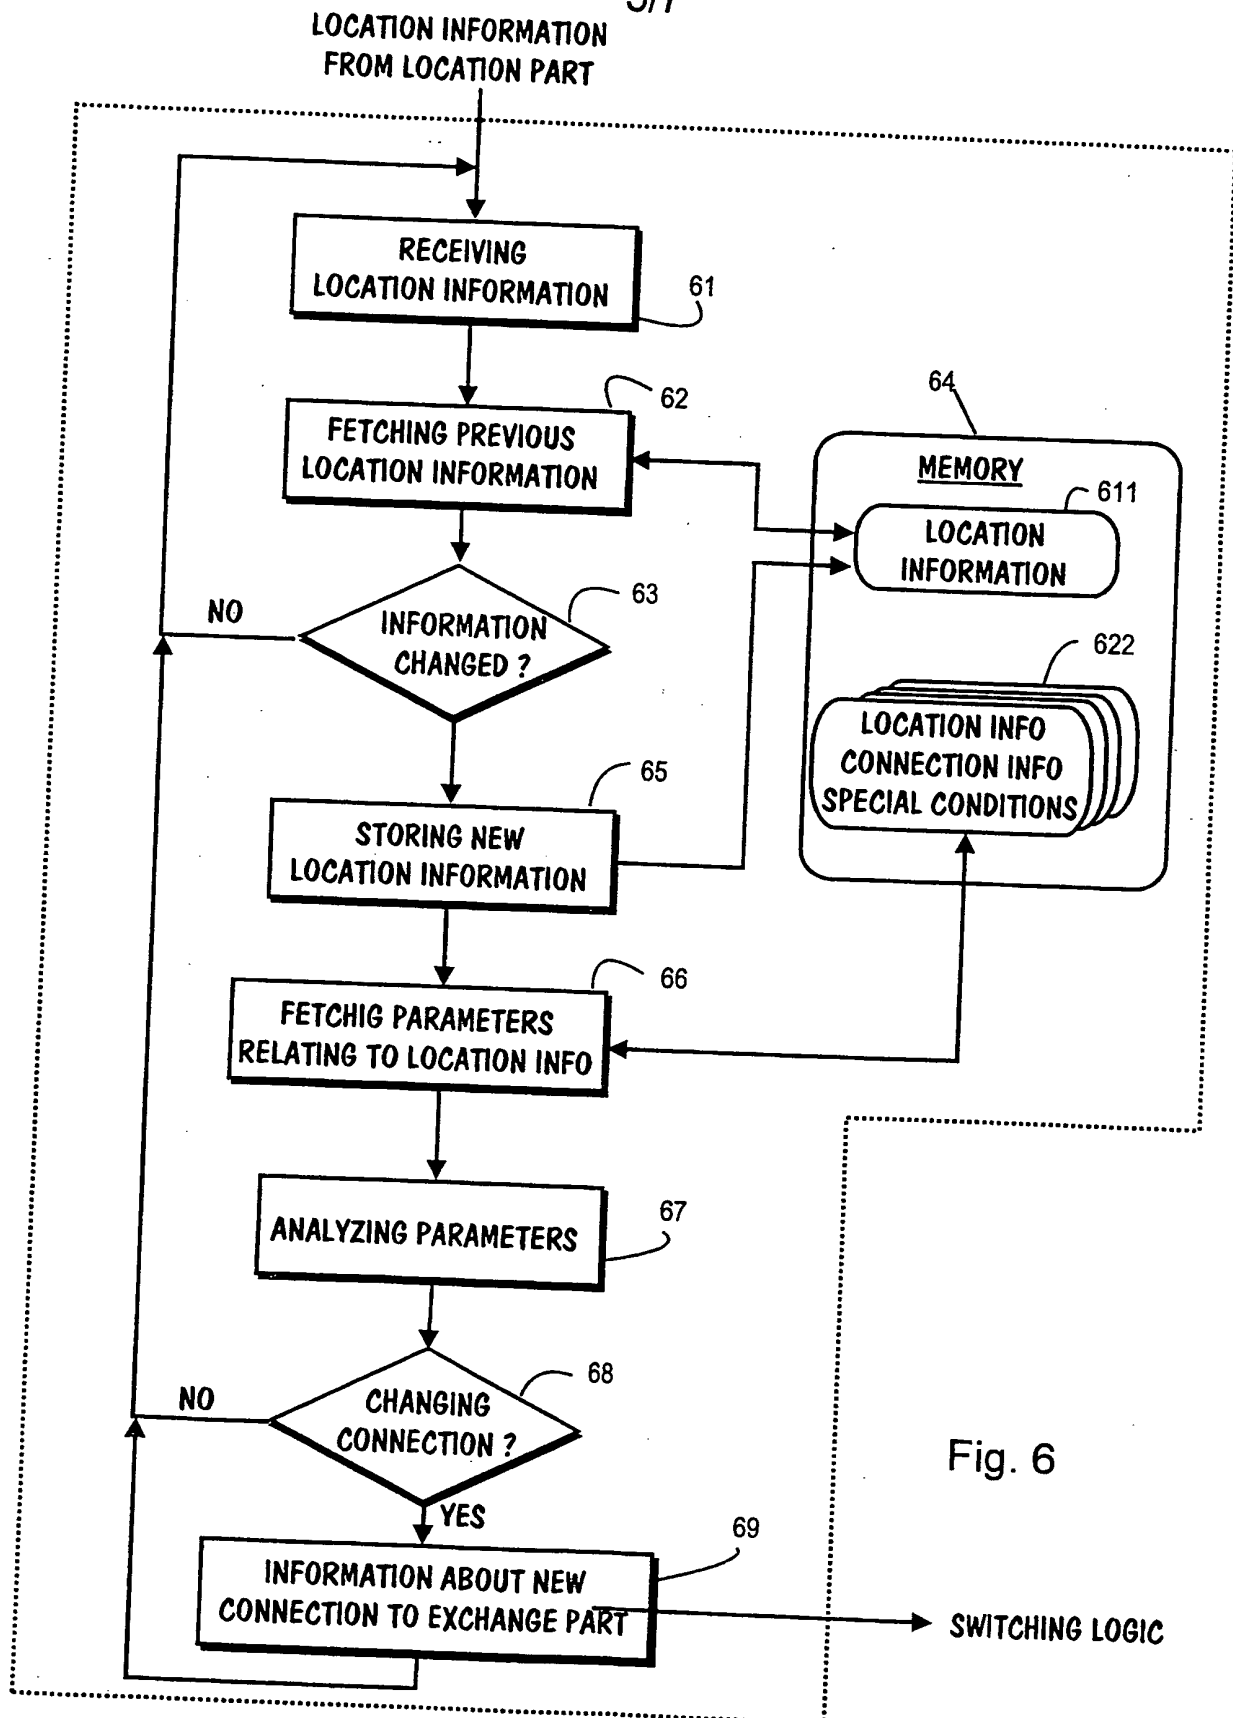 LOCATION INFORMATION
FROM LOCATION PART
RECEIVING
LOCATION INFORMATION
61
FETCHING PREVIOUS
LOCATION INFORMATION
62
64
MEMORY
611
LOCATION
INFORMATION
INFORMATION
CHANGED ?
63
NO
622
LOCATION INFO
CONNECTION INFO
SPECIAL CONDITIONS
STORING NEW
LOCATION INFORMATION
65
FETCHIG PARAMETERS
RELATING TO LOCATION INFO
66
ANALYZING PARAMETERS
67
CHANGING
CONNECTION ?
68
NO
YES
Fig. 6
INFORMATION ABOUT NEW
CONNECTION TO EXCHANGE PART
69
SWITCHING LOGIC